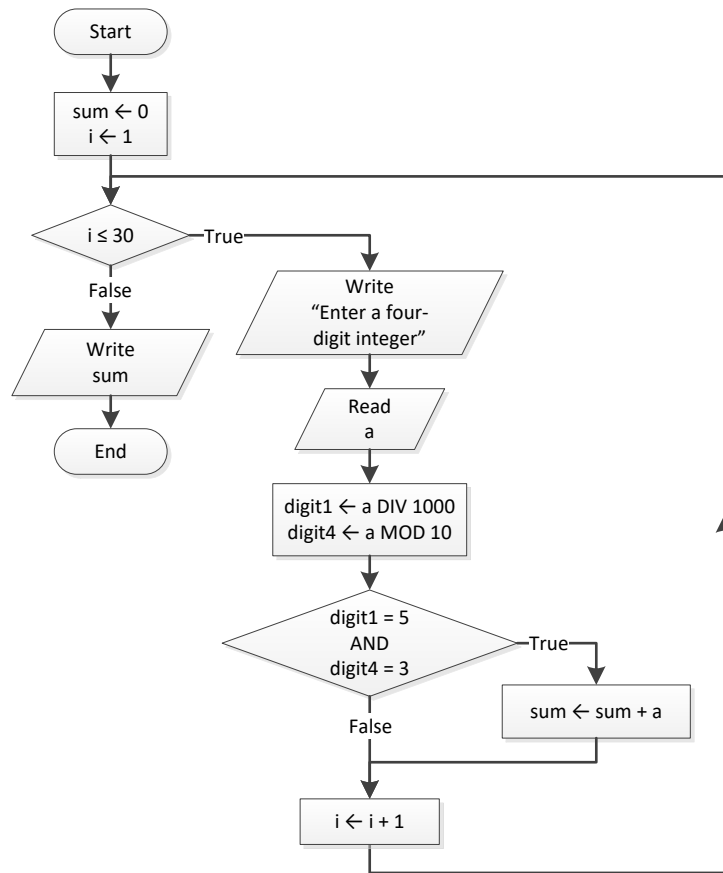 Start
sum ← 0
i ← 1
i ≤ 30
True
False
Write
“Enter a four-
digit integer”
Write
sum
Read
a
End
digit1 ← a DIV 1000
digit4 ← a MOD 10
digit1 = 5
AND
digit4 = 3
True
sum ← sum + a
False
i ← i + 1